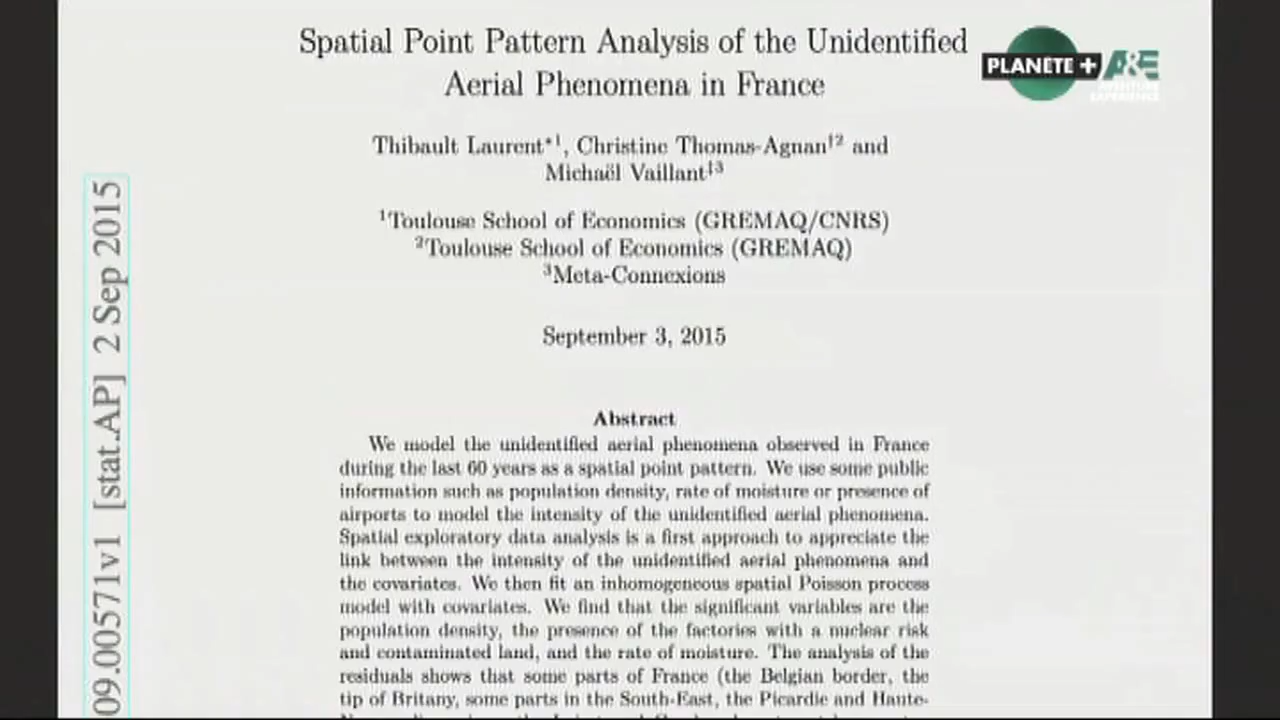 Spatial Point Pattern Analysis of the Unidentified
Aerial Phenomena in France
PLANETE + A&E
AVENTURE
EXPERIENCE
Thibault Laurent*1, Christine Thomas-Agnan†2 and
Michaël Vaillant‡3
1Toulouse School of Economics (GREMAQ/CNRS)
2Toulouse School of Economics (GREMAQ)
3Meta-Connexions
September 3, 2015
Abstract
We model the unidentified aerial phenomena observed in France
during the last 60 years as a spatial point pattern. We use some public
information such as population density, rate of moisture or presence of
airports to model the intensity of the unidentified aerial phenomena.
Spatial exploratory data analysis is a first approach to appreciate the
link between the intensity of the unidentified aerial phenomena and
the covariates. We then fit an inhomogeneous spatial Poisson process
model with covariates. We find that the significant variables are the
population density, the presence of the factories with a nuclear risk
and contaminated land, and the rate of moisture. The analysis of the
residuals shows that some parts of France (the Belgian border, the
tip of Britany, some parts in the South-East, the Picardie and Haute-
09.00571v1 [stat.AP] 2 Sep 2015